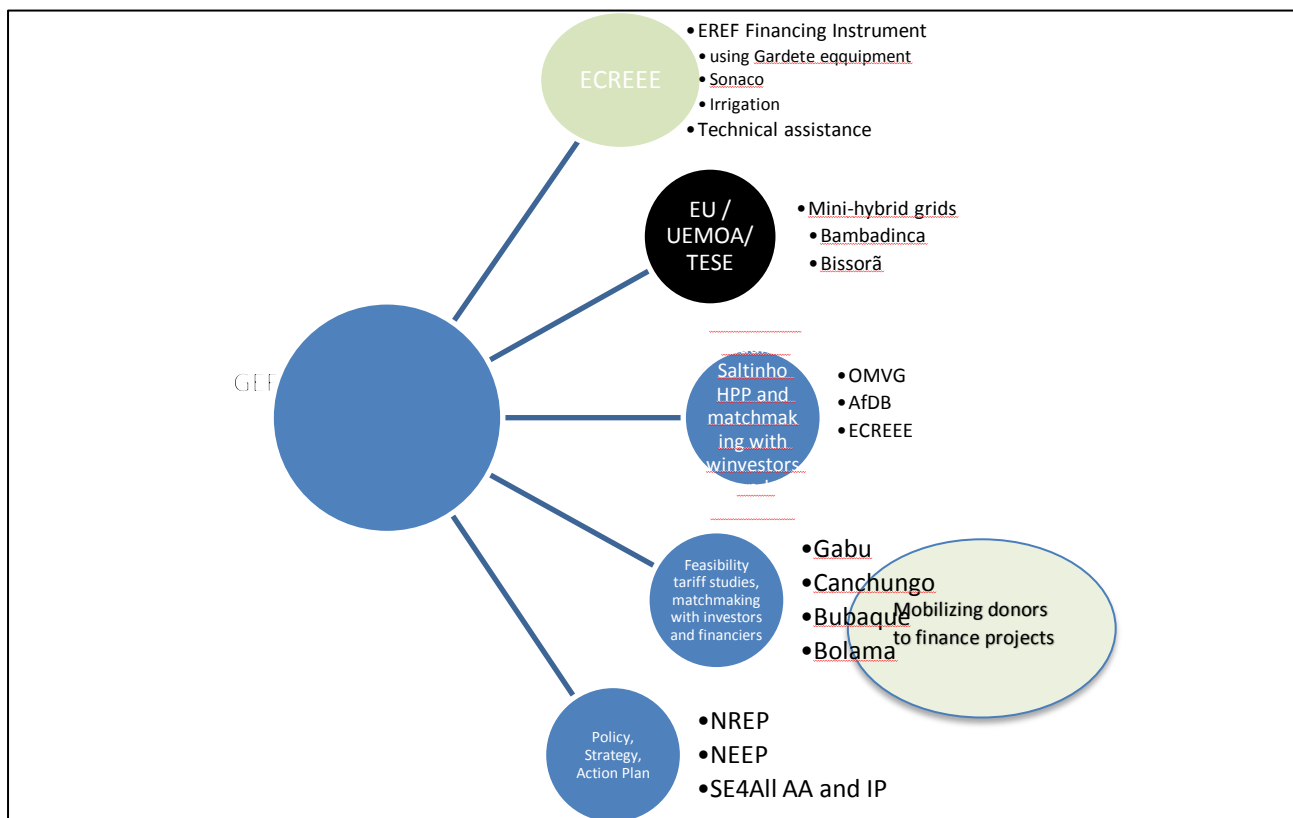 ECREEE
•EREF Financing Instrument
•using Gardete eqquipment
•Sonaco
•Irrigation
•Technical assistance
EU /
UEMOA/
TESE
•Mini-hybrid grids
•Bambadinca
•Bissorã
Saltinho
HPP and
matchmak
ing with
winvestors
•OMVG
•AfDB
•ECREEE
Feasibility
tariff studies,
matchmaking
with investors
and financiers
•Gabu
•Canchungo
•Bubaque
•Bolama
Mobilizing donors
to finance projects
Policy,
Strategy,
Action Plan
•NREP
•NEEP
•SE4All AA and IP